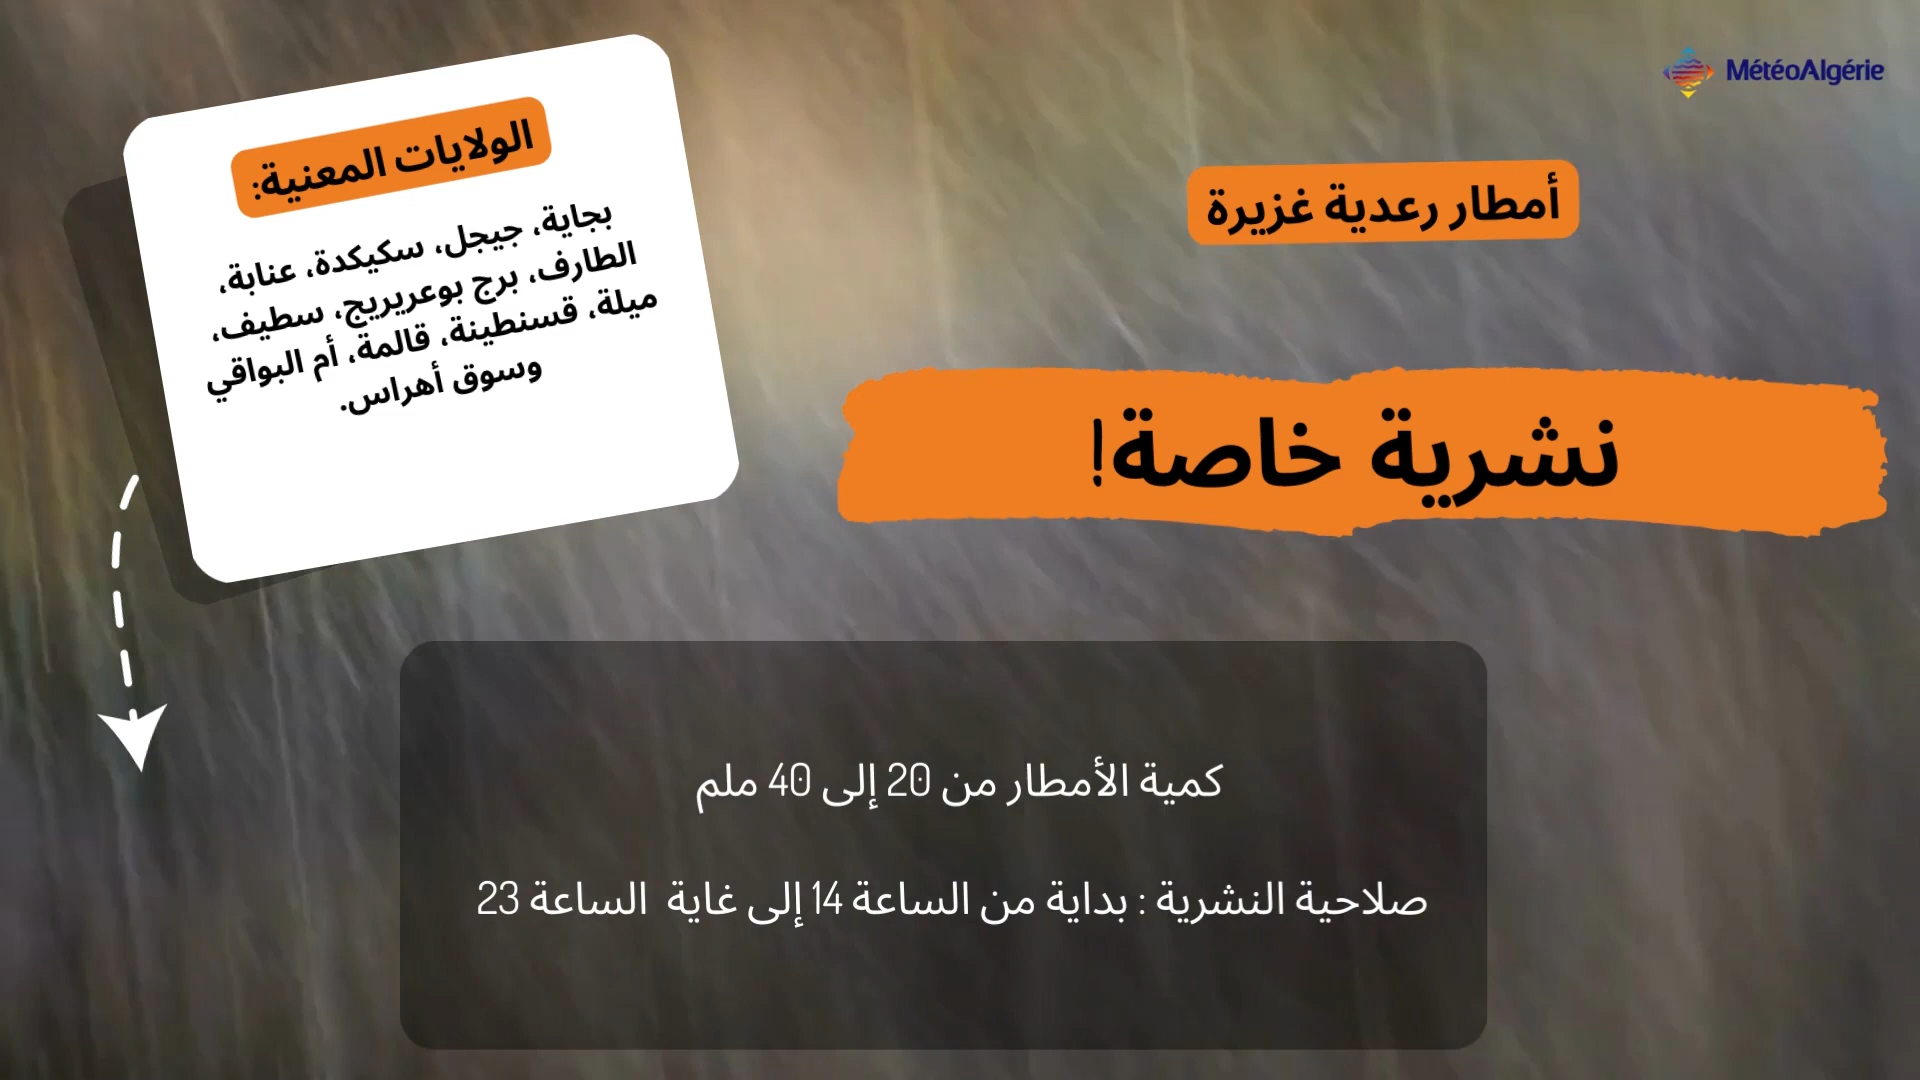 MétéoAlgérie
أمطار رعدية غزيرة
نشرية خاصة!
الولايات المعنية:
بجاية، جيجل، سكيكدة، عنابة،
الطارف، برج بوعريريج، سطيف،
ميلة، قسنطينة، قالمة، أم البواقي
وسوق أهراس.
كمية الأمطار من 20 إلى 40 ملم
صلاحية النشرية : بداية من الساعة 14 إلى غاية الساعة 23